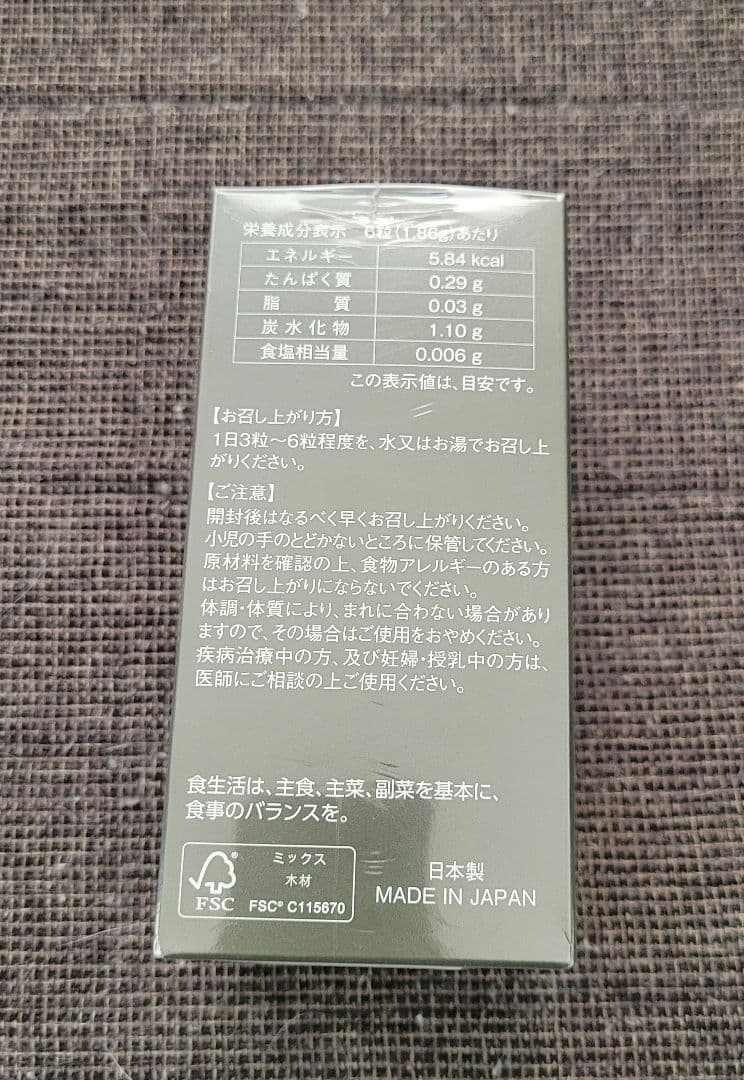 栄養成分表示 6粒(1.86g)あたり
エネルギー 5.84 kcal
たんぱく質 0.29 g
脂質 0.03 g
炭水化物 1.10 g
食塩相当量 0.006 g
この表示値は、目安です。
【お召し上がり方】
1日3粒～6粒程度を、水又はお湯でお召し上
がりください。
【ご注意】
開封後はなるべく早くお召し上がりください。
小児の手のとどかないところに保管してください。
原材料を確認の上、食物アレルギーのある方
はお召し上がりにならないでください。
体調・体質により、まれに合わない場合があり
ますので、その場合はご使用をおやめください。
疾病治療中の方、及び妊婦・授乳中の方は、
医師にご相談の上ご使用ください。
食生活は、主食、主菜、副菜を基本に、
食事のバランスを。
ミックス
木材
FSC
FSC® C115670
日本製
MADE IN JAPAN